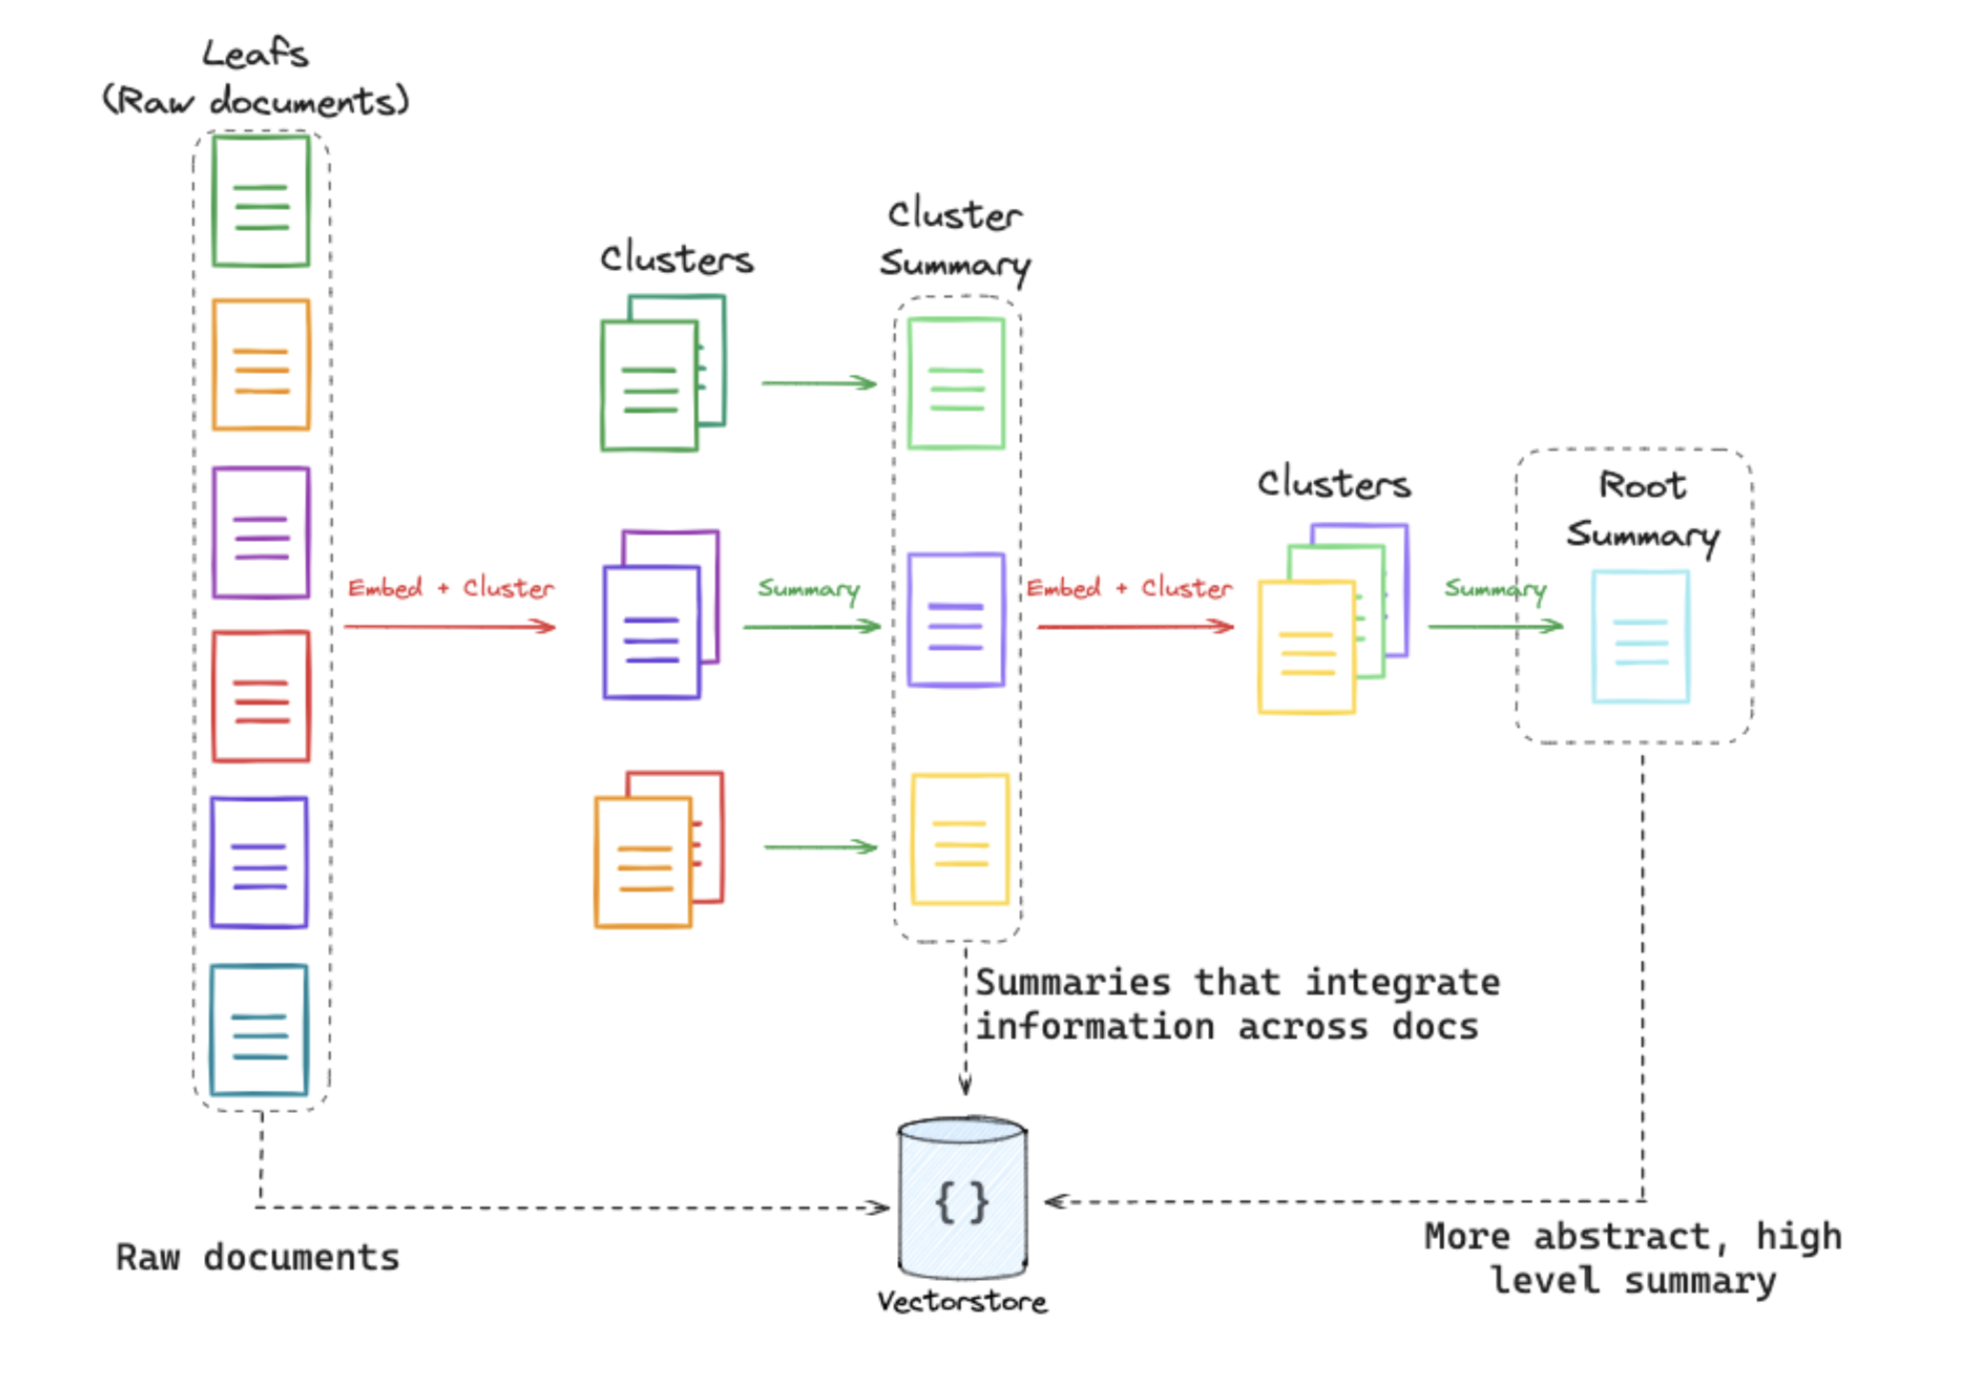 Leafs
(Raw documents)
Clusters
Cluster
Summary
Embed + Cluster
Summary
Embed + Cluster
Clusters
Summary
Root
Summary
Summaries that integrate
information across docs
{ }
Raw documents
Vectorstore
More abstract, high
level summary